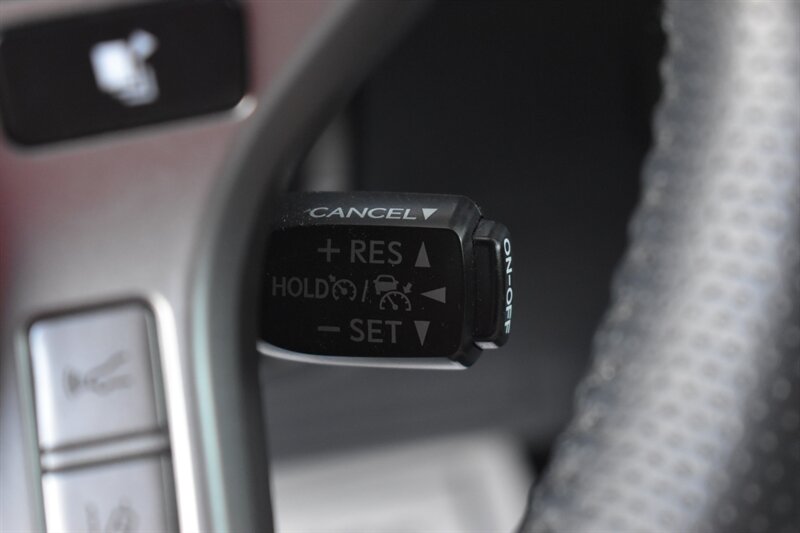 CANCEL▼
+ RES ▲
HOLD / ◀
− SET ▼
ON-OFF